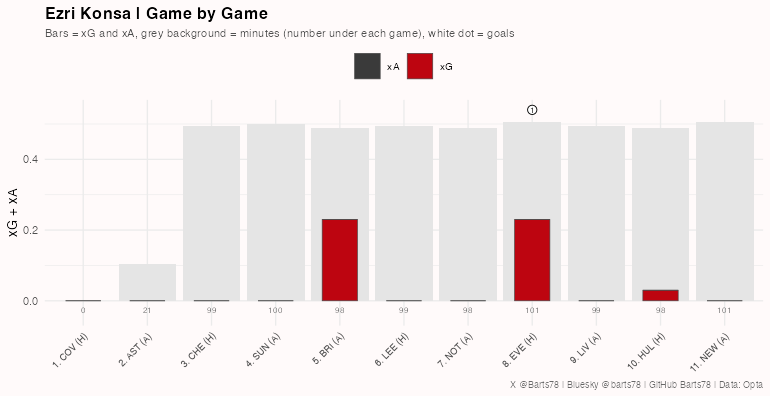 Ezri Konsa | Game by Game
Bars = xG and xA, grey background = minutes (number under each game), white dot = goals
xA xG
xG + xA
0.4
0.2
0.0
1
0 21 99 100 98 99 98 101 99 98 101
1. COV (H)
2. AST (A)
3. CHE (H)
4. SUN (A)
5. BRI (A)
6. LEE (H)
7. NOT (A)
8. EVE (H)
9. LIV (A)
10. HUL (H)
11. NEW (A)
X @Barts78 | Bluesky @barts78 | GitHub Barts78 | Data: Opta